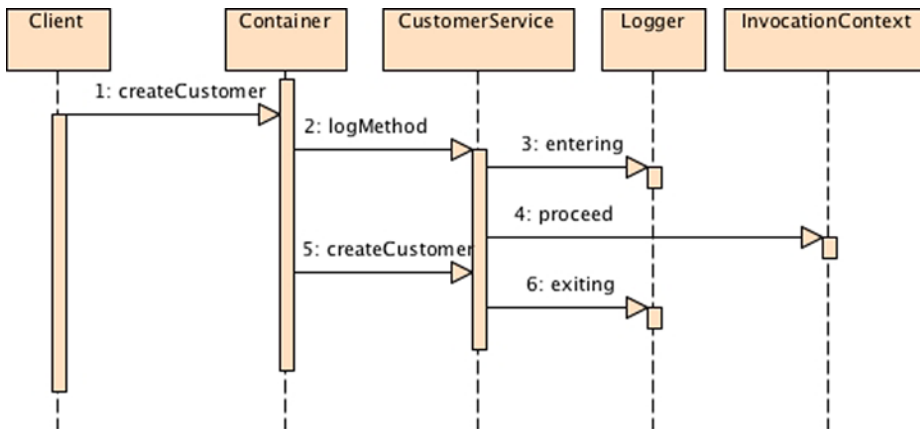 Client
Container
CustomerService
Logger
InvocationContext
1: createCustomer
2: logMethod
3: entering
4: proceed
5: createCustomer
6: exiting